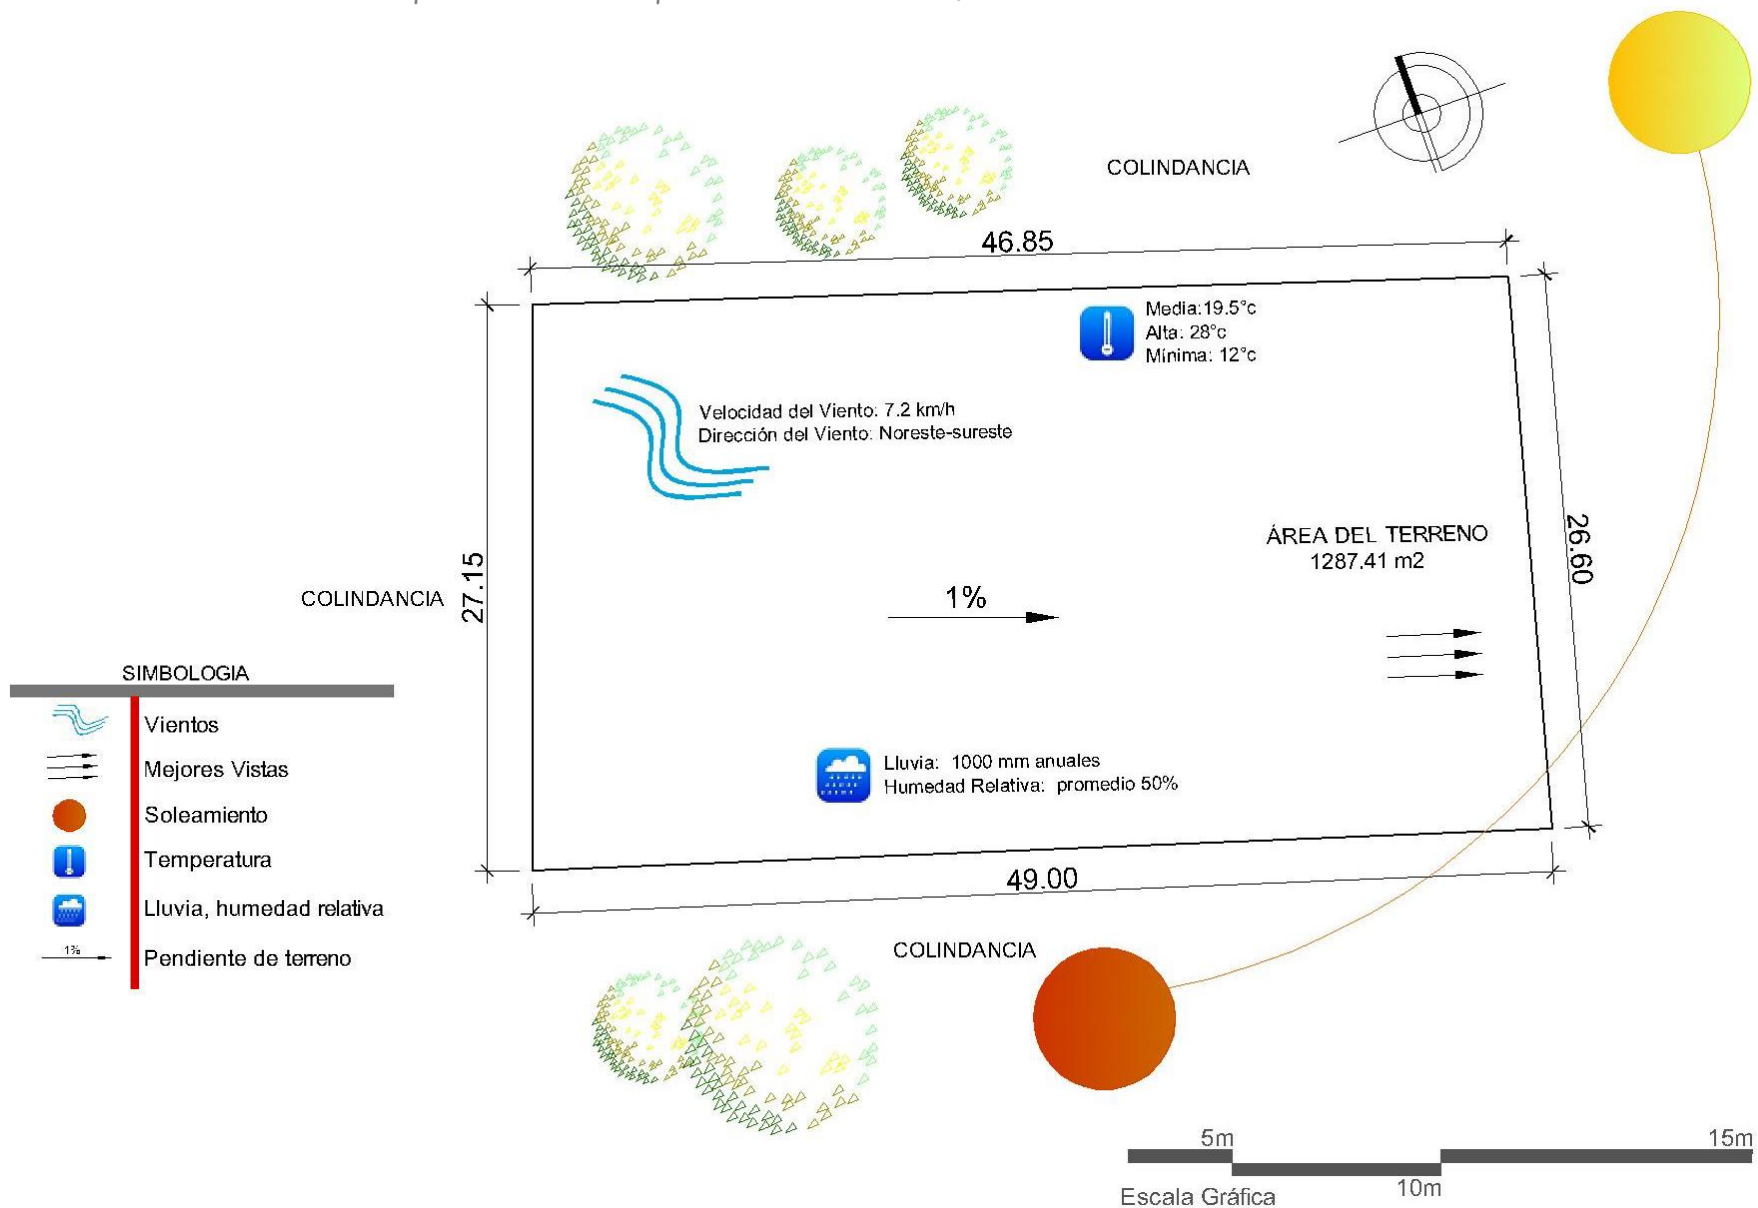 COLINDANCIA
46.85
Media:19.5°c
Alta: 28°c
Mínima: 12°c
Velocidad del Viento: 7.2 km/h
Dirección del Viento: Noreste-sureste
ÁREA DEL TERRENO
1287.41 m2
26.60
27.15
COLINDANCIA
1%
SIMBOLOGIA
Vientos
Mejores Vistas
Soleamiento
Temperatura
Lluvia, humedad relativa
1%
Pendiente de terreno
Lluvia: 1000 mm anuales
Humedad Relativa: promedio 50%
49.00
COLINDANCIA
5m
15m
10m
Escala Gráfica